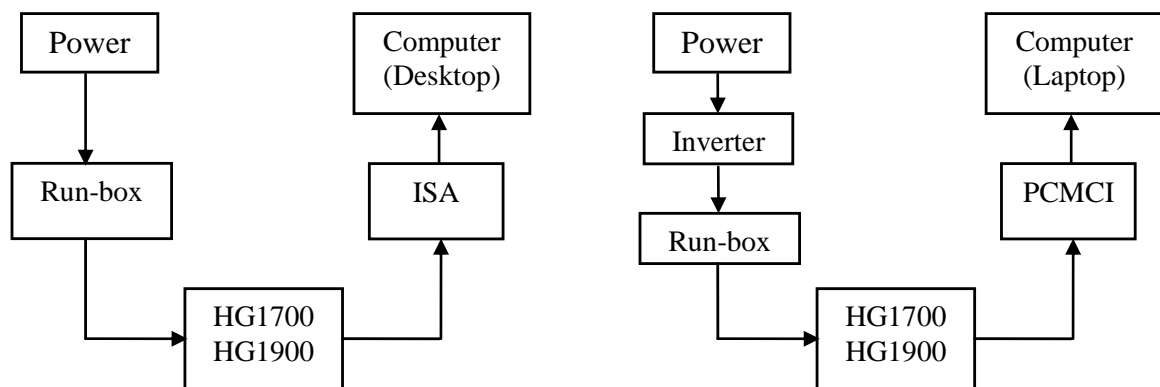 Power
Run-box
HG1700
HG1900
ISA
Computer
(Desktop)
Power
Inverter
Run-box
HG1700
HG1900
PCMCI
Computer
(Laptop)